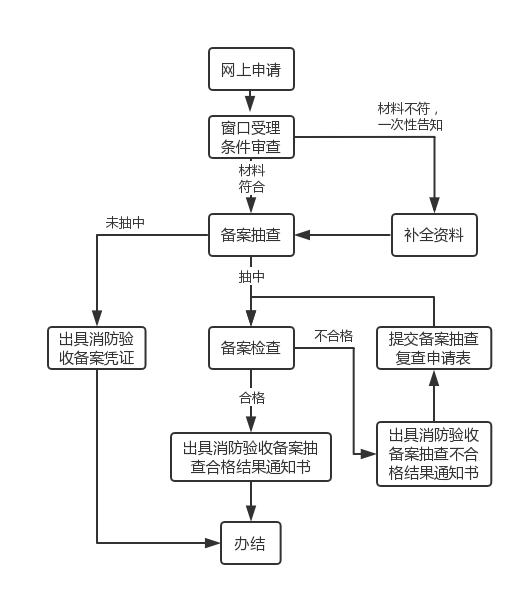 网上申请
窗口受理
条件审查
材料不符，
一次性告知
材料
符合
备案抽查
补全资料
未抽中
抽中
出具消防验
收备案凭证
备案检查
不合格
提交备案抽查
复查申请表
合格
出具消防验收备案抽
查合格结果通知书
出具消防验收
备案抽查不合
格结果通知书
办结